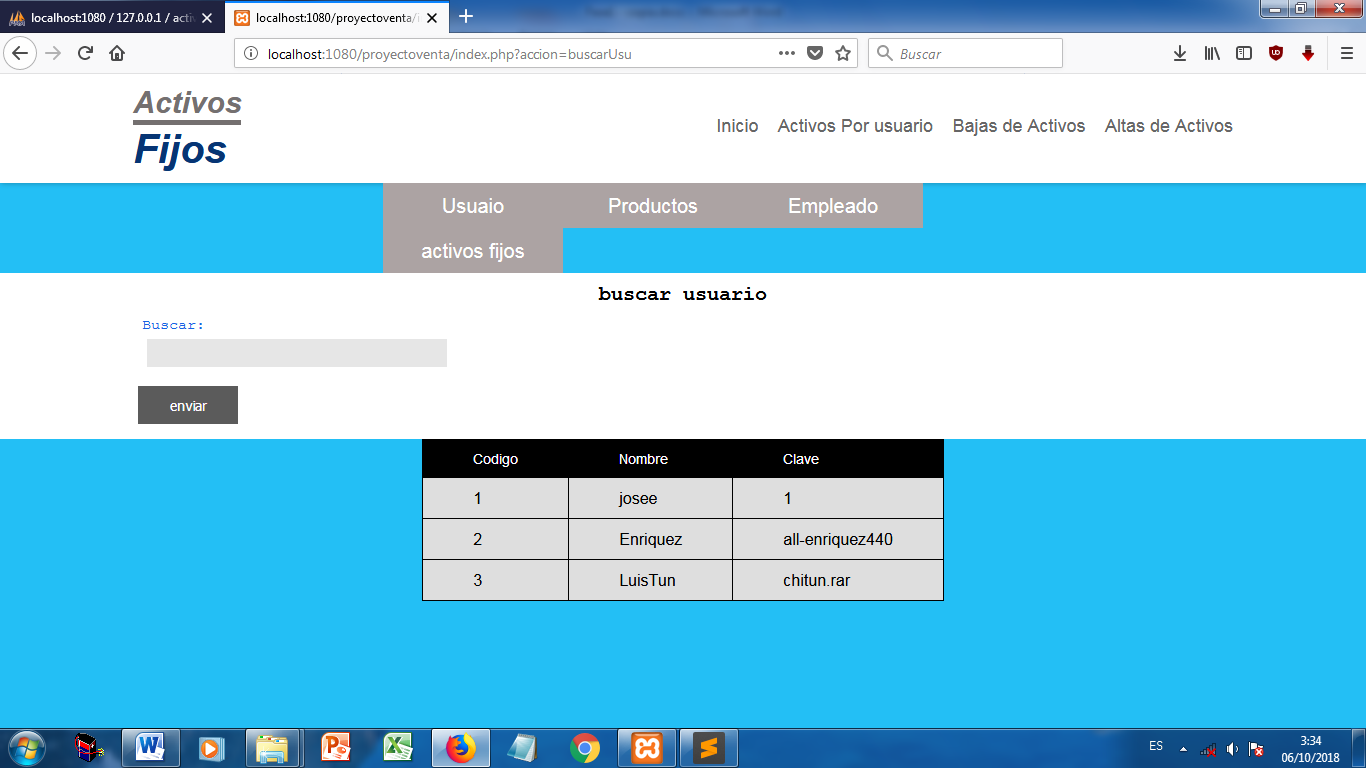 localhost:1080 / 127.0.0.1 / activ
localhost:1080/proyectoventa/i
localhost:1080/proyectoventa/index.php?accion=buscarUsu
Buscar
Activos
Fijos
Inicio Activos Por usuario Bajas de Activos Altas de Activos
Usuaio Productos Empleado
activos fijos
buscar usuario
Buscar:
enviar
Codigo Nombre Clave
1 josee 1
2 Enriquez all-enriquez440
3 LuisTun chitun.rar
ES
3:34
06/10/2018